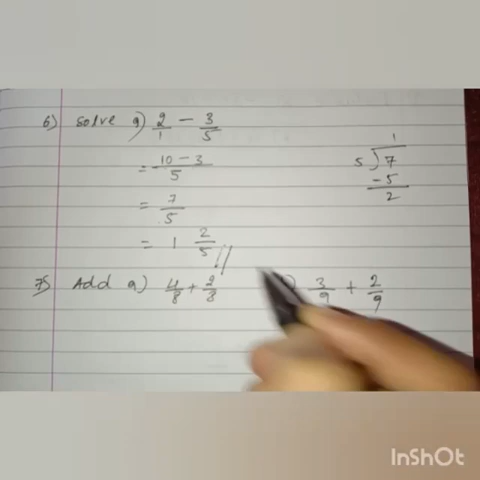 6) Solve a) 2/1 - 3/5
= 10-3/5
= 7/5
= 1 2/5 //
1
5)7
-5
2
7) Add a) 4/8 + 2/8 ) 3/9 + 2/9
InShOt